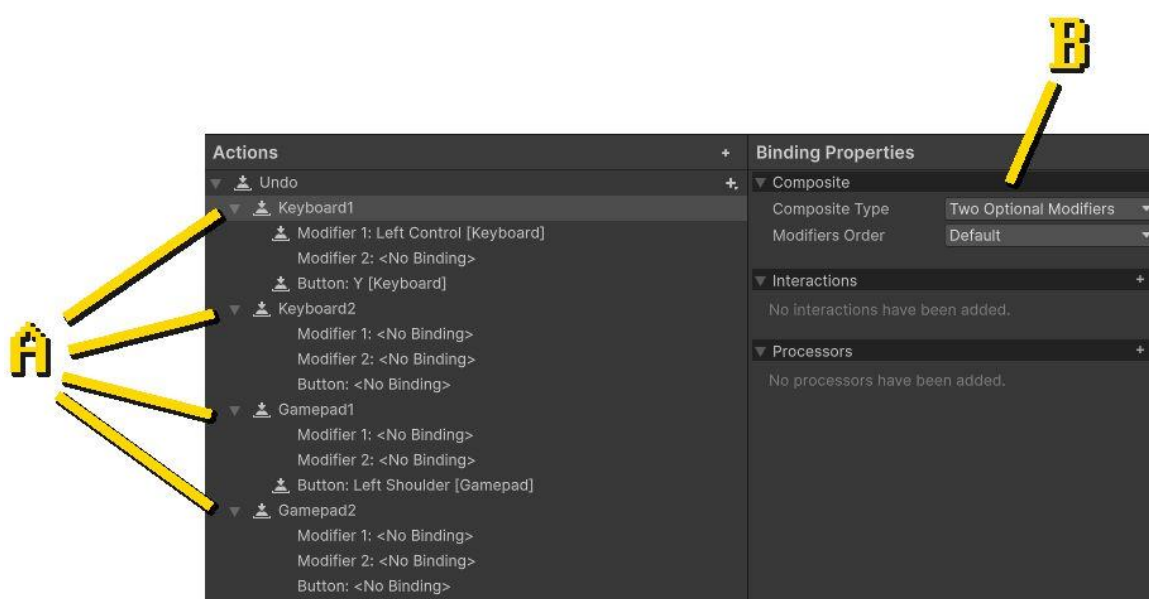 B
A
Actions +
Undo +
Keyboard1
Modifier 1: Left Control [Keyboard]
Modifier 2: <No Binding>
Button: Y [Keyboard]
Keyboard2
Modifier 1: <No Binding>
Modifier 2: <No Binding>
Button: <No Binding>
Gamepad1
Modifier 1: <No Binding>
Modifier 2: <No Binding>
Button: Left Shoulder [Gamepad]
Gamepad2
Modifier 1: <No Binding>
Modifier 2: <No Binding>
Button: <No Binding>
Binding Properties
Composite
Composite Type Two Optional Modifiers
Modifiers Order Default
Interactions +
No interactions have been added.
Processors +
No processors have been added.